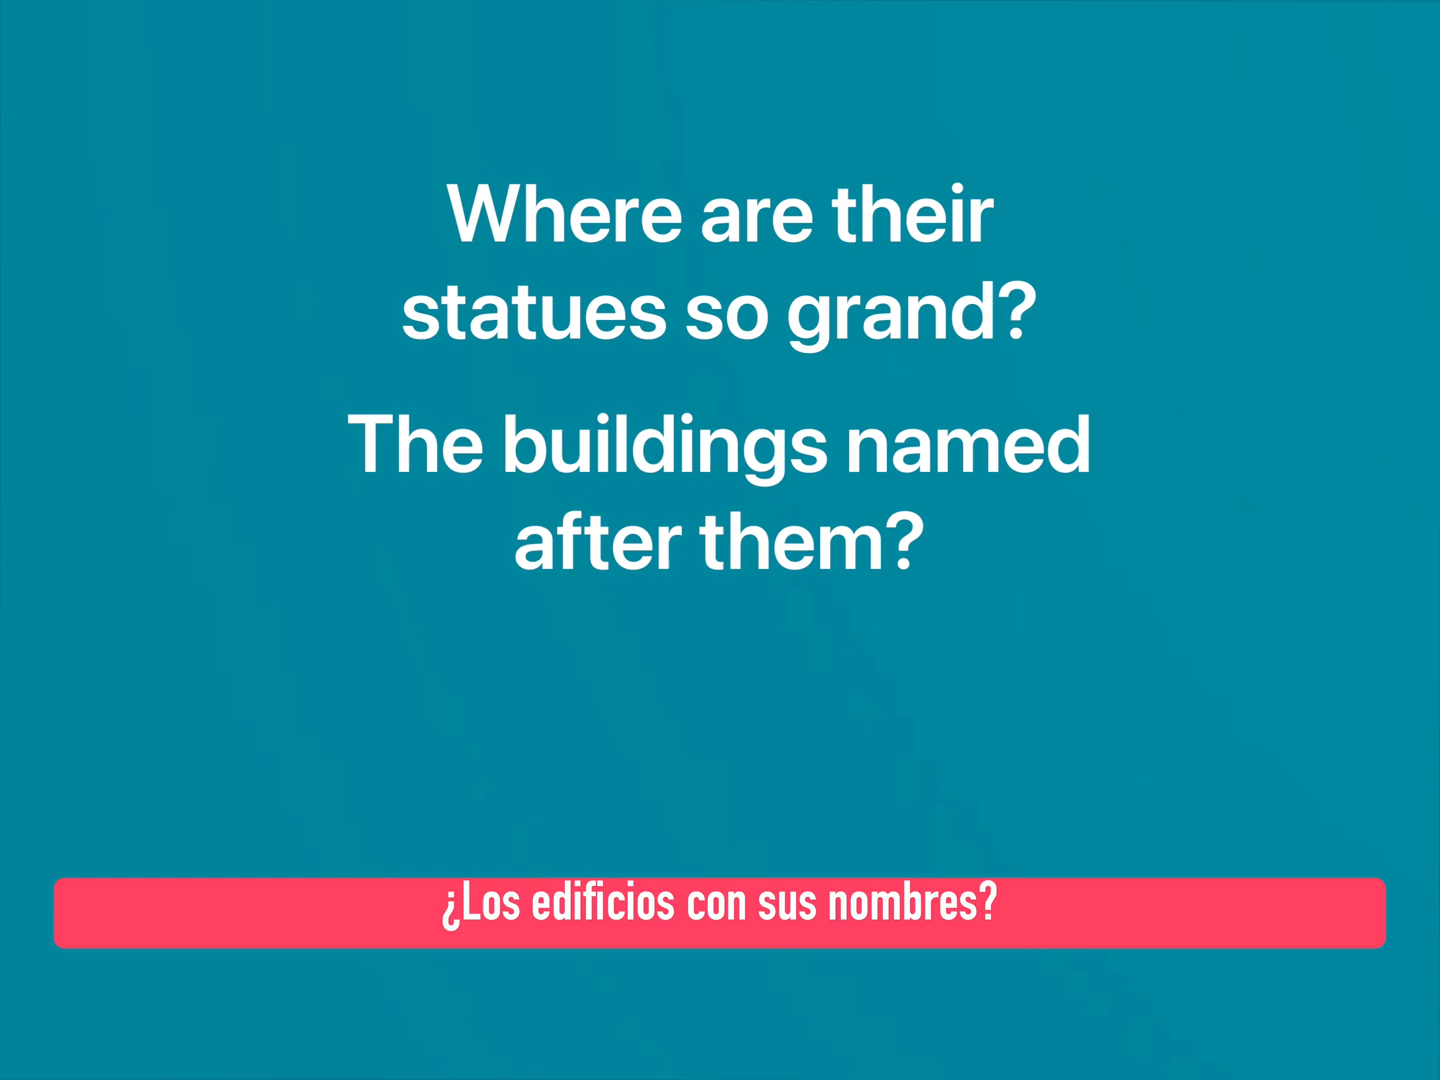 Where are their
statues so grand?
The buildings named
after them?
¿Los edificios con sus nombres?